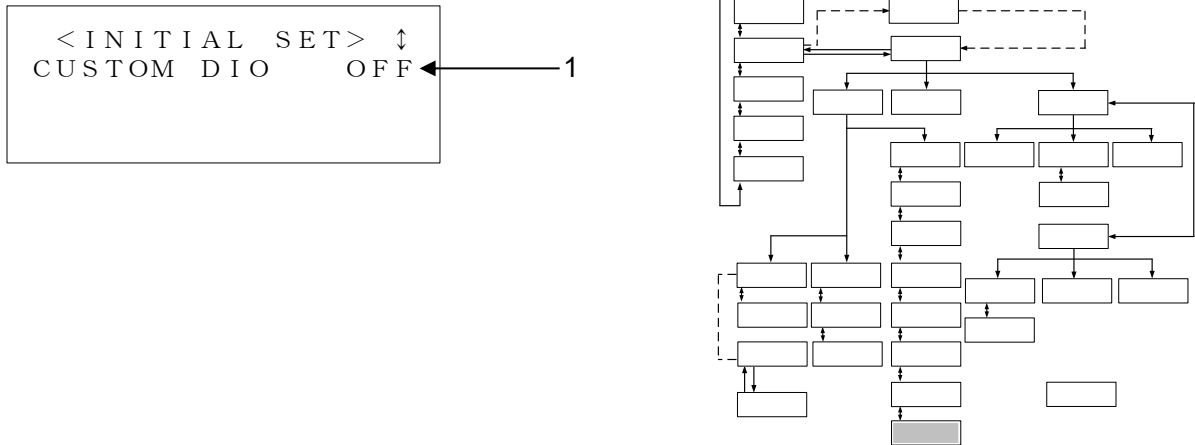 <INITIAL SET> ↕
CUSTOM DIO OFF
1